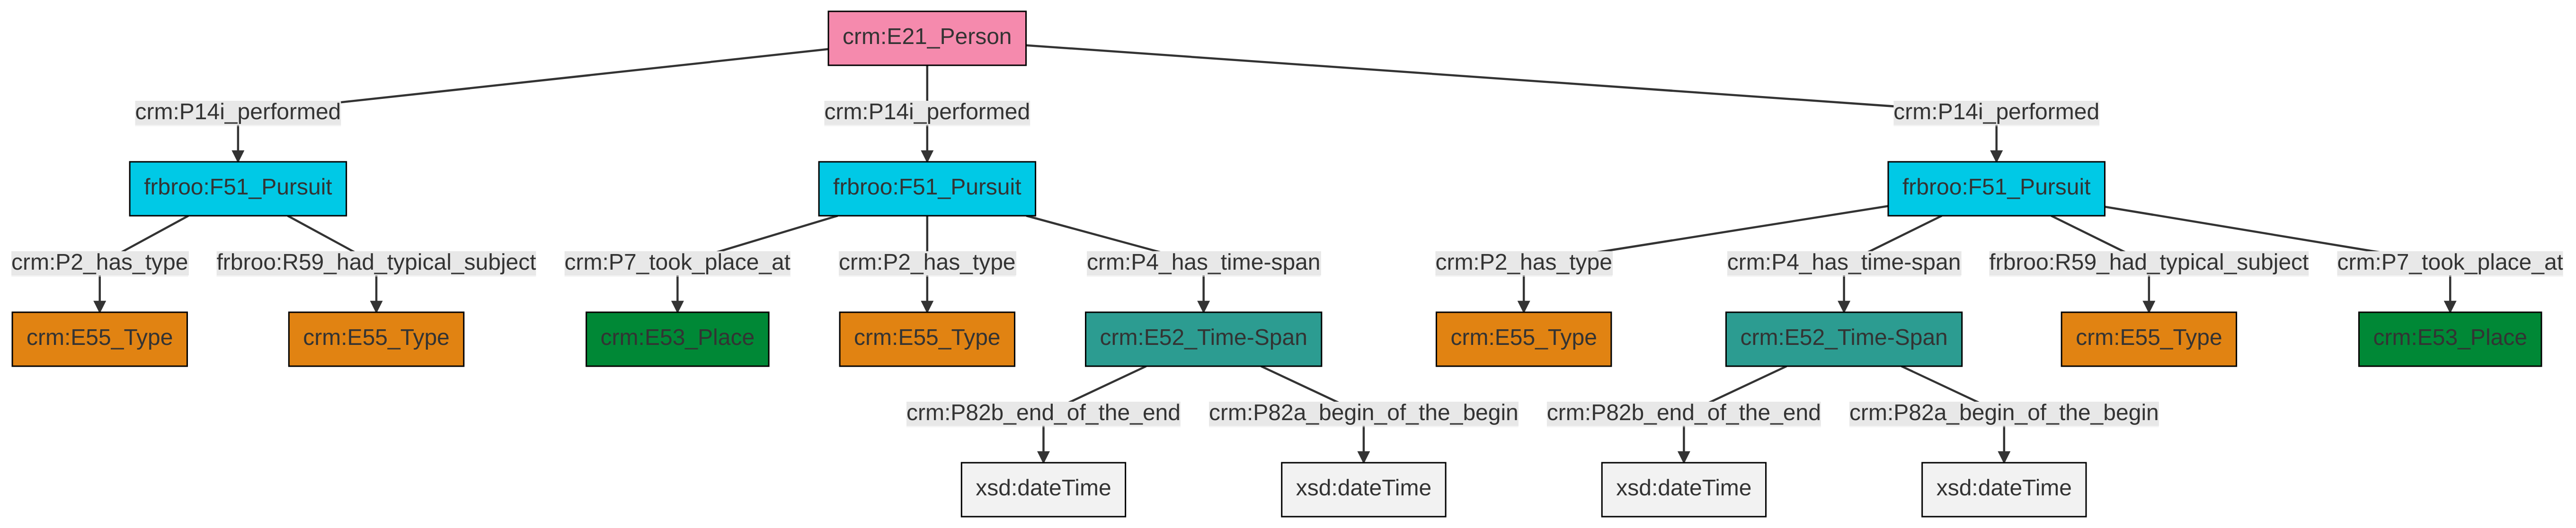 crm:E21_Person
crm:P14i_performed
crm:P14i_performed
crm:P14i_performed
frbroo:F51_Pursuit
frbroo:F51_Pursuit
frbroo:F51_Pursuit
crm:P2_has_type
frbroo:R59_had_typical_subject
crm:P7_took_place_at
crm:P2_has_type
crm:P4_has_time-span
crm:P2_has_type
crm:P4_has_time-span
frbroo:R59_had_typical_subject
crm:P7_took_place_at
crm:E55_Type
crm:E55_Type
crm:E53_Place
crm:E55_Type
crm:E52_Time-Span
crm:E55_Type
crm:E52_Time-Span
crm:E55_Type
crm:E53_Place
crm:P82b_end_of_the_end
crm:P82a_begin_of_the_begin
crm:P82b_end_of_the_end
crm:P82a_begin_of_the_begin
xsd:dateTime
xsd:dateTime
xsd:dateTime
xsd:dateTime